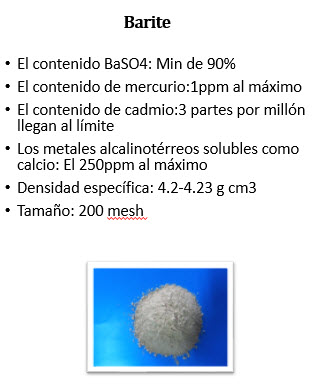 Barite
• El contenido BaSO4: Min de 90%
• El contenido de mercurio:1ppm al máximo
• El contenido de cadmio:3 partes por millón
llegan al límite
• Los metales alcalinotérreos solubles como
calcio: El 250ppm al máximo
• Densidad específica: 4.2-4.23 g cm3
• Tamaño: 200 mesh